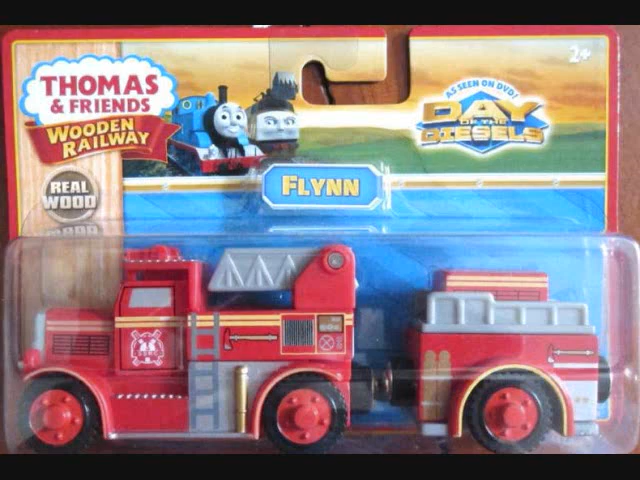 THOMAS
& FRIENDS
WOODEN
RAILWAY
REAL
WOOD
2+
AS SEEN ON DVD!
DAY
OF THE
DIESELS
FLYNN